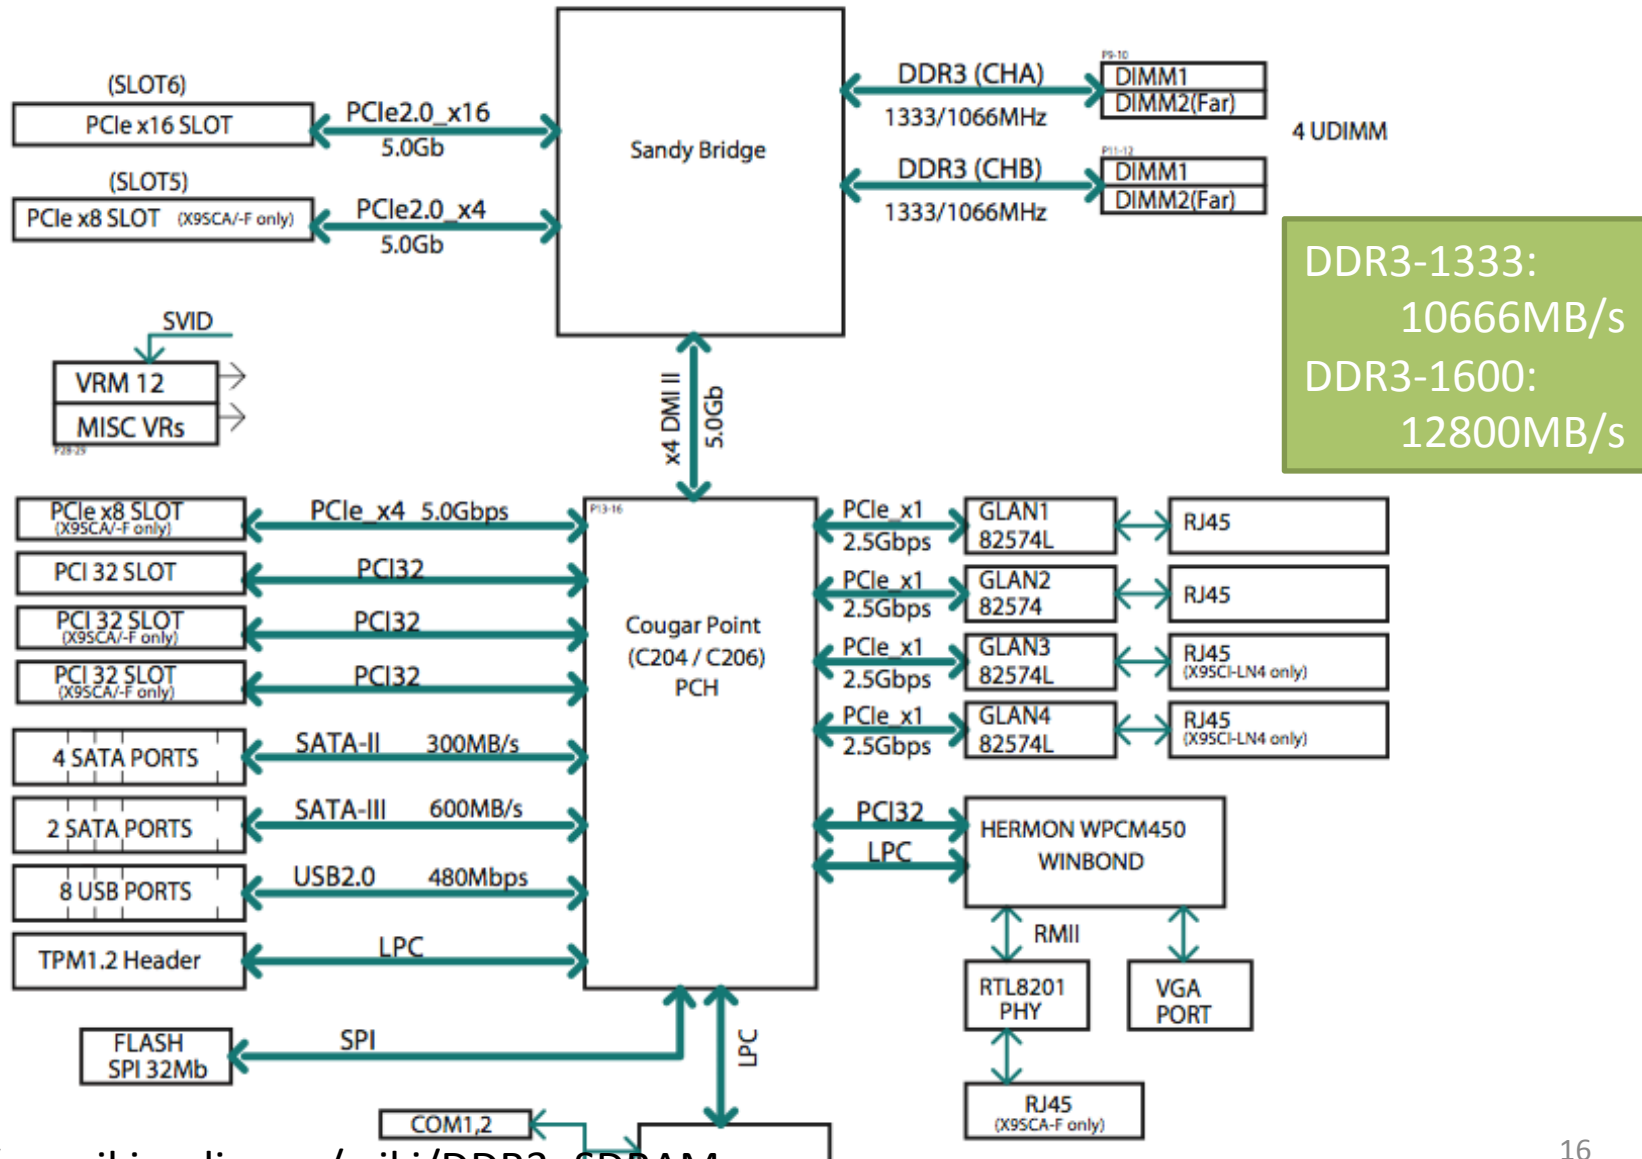 (SLOT6)
PCIe x16 SLOT
PCIe2.0_x16
5.0Gb
(SLOT5)
PCIe x8 SLOT (X9SCA/-F only)
PCIe2.0_x4
5.0Gb
Sandy Bridge
DDR3 (CHA)
1333/1066MHz
P9-10
DIMM1
DIMM2(Far)
4 UDIMM
DDR3 (CHB)
1333/1066MHz
P11-12
DIMM1
DIMM2(Far)
DDR3-1333:
10666MB/s
DDR3-1600:
12800MB/s
SVID
VRM 12
MISC VRs
P28-29
x4 DMI II
5.0Gb
PCIe x8 SLOT
(X9SCA/-F only)
PCIe_x4 5.0Gbps
PCI 32 SLOT
PCI32
PCI 32 SLOT
(X9SCA/-F only)
PCI32
PCI 32 SLOT
(X9SCA/-F only)
PCI32
4 SATA PORTS
SATA-II 300MB/s
2 SATA PORTS
SATA-III 600MB/s
8 USB PORTS
USB2.0 480Mbps
TPM1.2 Header
LPC
P13-16
Cougar Point
(C204 / C206)
PCH
PCIe_x1
2.5Gbps
GLAN1
82574L
RJ45
PCIe_x1
2.5Gbps
GLAN2
82574
RJ45
PCIe_x1
2.5Gbps
GLAN3
82574L
RJ45
(X9SCI-LN4 only)
PCIe_x1
2.5Gbps
GLAN4
82574L
RJ45
(X9SCI-LN4 only)
PCI32
LPC
HERMON WPCM450
WINBOND
RMII
RTL8201
PHY
VGA
PORT
RJ45
(X9SCA-F only)
FLASH
SPI 32Mb
SPI
LPC
COM1,2
16